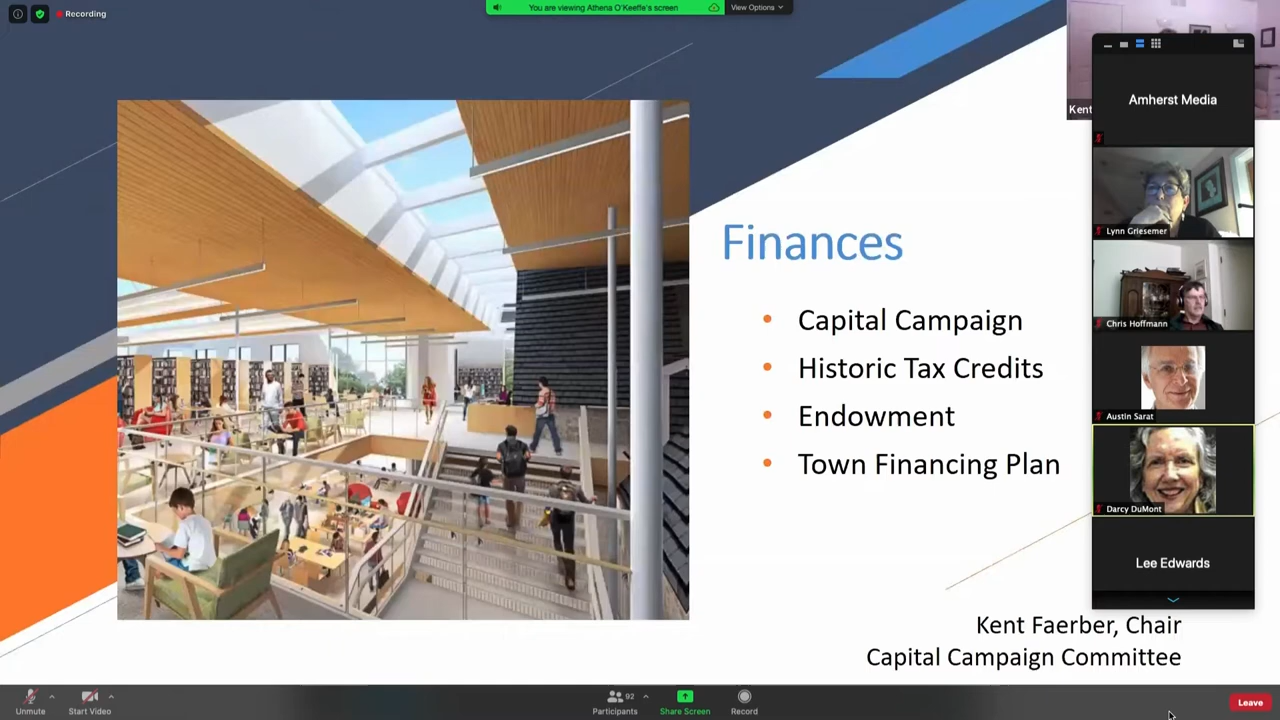 Recording
You are viewing Athena O'Keeffe's screen
View Options
Kent
Amherst Media
Lynn Griesemer
Chris Hoffmann
Austin Sarat
Darcy DuMont
Lee Edwards
Finances
• Capital Campaign
• Historic Tax Credits
• Endowment
• Town Financing Plan
Kent Faerber, Chair
Capital Campaign Committee
Unmute
Start Video
92
Participants
Share Screen
Record
Leave